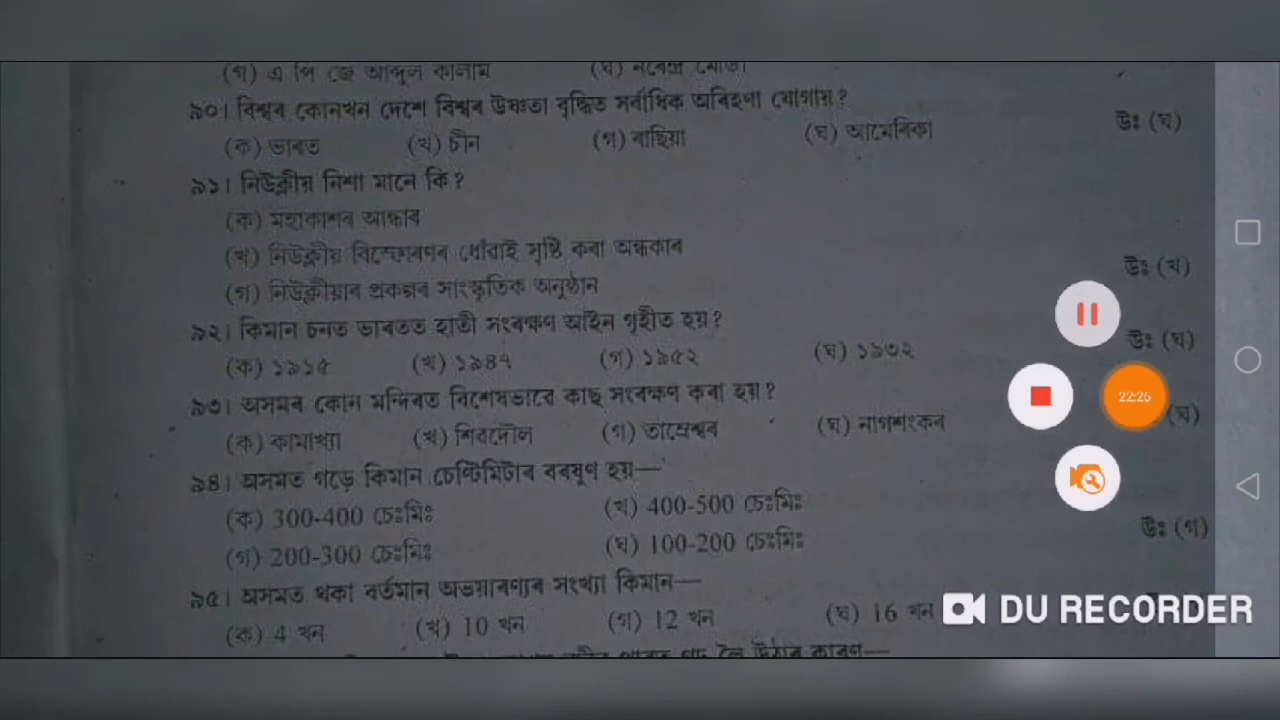 (গ) এ পি জে আব্দুল কালাম (ঘ) নৰেন্দ্ৰ মোডী
৯০। বিশ্বৰ কোনখন দেশে বিশ্বৰ উষ্ণতা বৃদ্ধিত সৰ্বাধিক অৰিহণা যোগায়?
(ক) ভাৰত (খ) চীন (গ) ৰাছিয়া (ঘ) আমেৰিকা উঃ (ঘ)
৯১। নিউক্লীয় নিশা মানে কি?
(ক) মহাকাশৰ আন্ধাৰ
(খ) নিউক্লীয় বিস্ফোৰণৰ ধোঁৱাই সৃষ্টি কৰা অন্ধকাৰ
(গ) নিউক্লীয়াৰ প্ৰকল্পৰ সাংস্কৃতিক অনুষ্ঠান উঃ (খ)
৯২। কিমান চনত ভাৰতত হাতী সংৰক্ষণ আইন গৃহীত হয়?
(ক) ১৯১৫ (খ) ১৯৪৭ (গ) ১৯৫২ (ঘ) ১৯৩২ উঃ (ঘ)
৯৩। অসমৰ কোন মন্দিৰত বিশেষভাৱে কাছ সংৰক্ষণ কৰা হয়?
(ক) কামাখ্যা (খ) শিৱদৌল (গ) তাম্ৰেশ্বৰ (ঘ) নাগশংকৰ (ঘ)
22:26
৯৪। অসমত গড়ে কিমান চেণ্টিমিটাৰ বৰষুণ হয়—
(ক) 300-400 চেঃমিঃ (খ) 400-500 চেঃমিঃ
(গ) 200-300 চেঃমিঃ (ঘ) 100-200 চেঃমিঃ উঃ (গ)
৯৫। অসমত থকা বৰ্তমান অভয়াৰণ্যৰ সংখ্যা কিমান—
(ক) 4 খন (খ) 10 খন (গ) 12 খন (ঘ) 16 খন
DU RECORDER